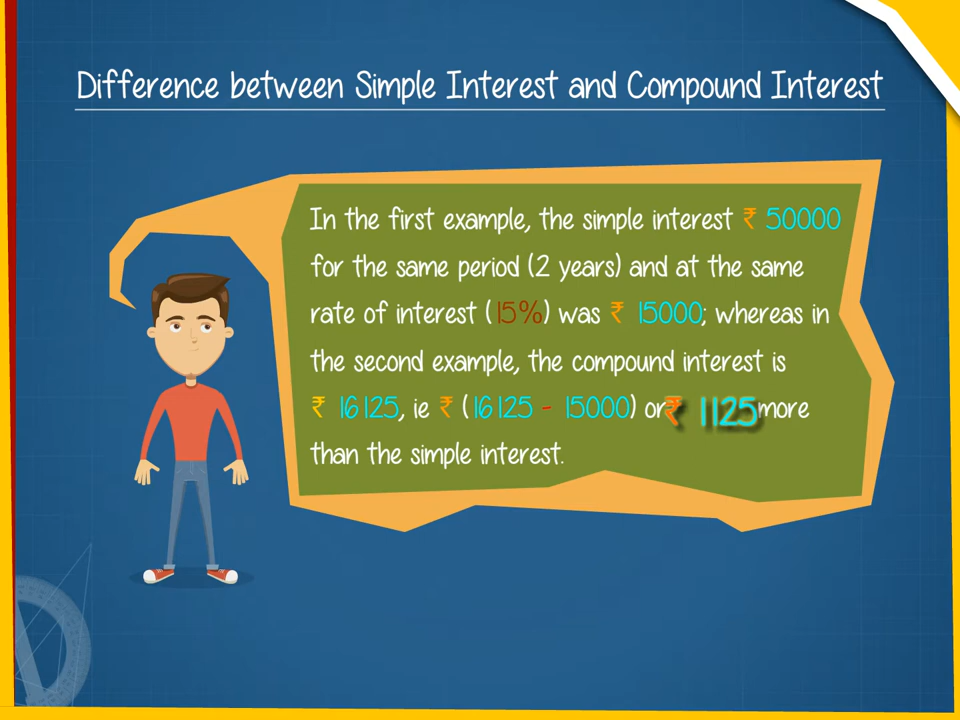 Difference between Simple Interest and Compound Interest
In the first example, the simple interest ₹ 50000
for the same period (2 years) and at the same
rate of interest (15%) was ₹ 15000; whereas in
the second example, the compound interest is
₹ 16125, ie ₹ (16125 - 15000) or ₹ 1125 more
than the simple interest.